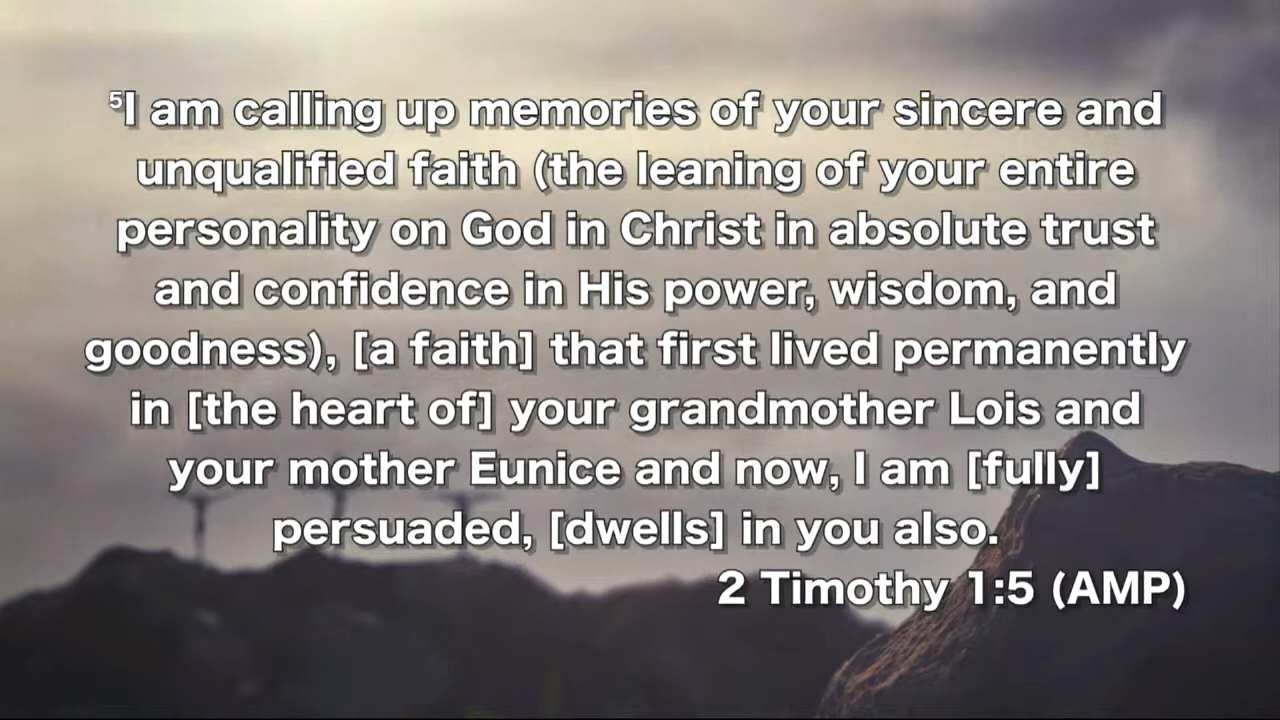 ⁵I am calling up memories of your sincere and
unqualified faith (the leaning of your entire
personality on God in Christ in absolute trust
and confidence in His power, wisdom, and
goodness), [a faith] that first lived permanently
in [the heart of] your grandmother Lois and
your mother Eunice and now, I am [fully]
persuaded, [dwells] in you also.
2 Timothy 1:5 (AMP)